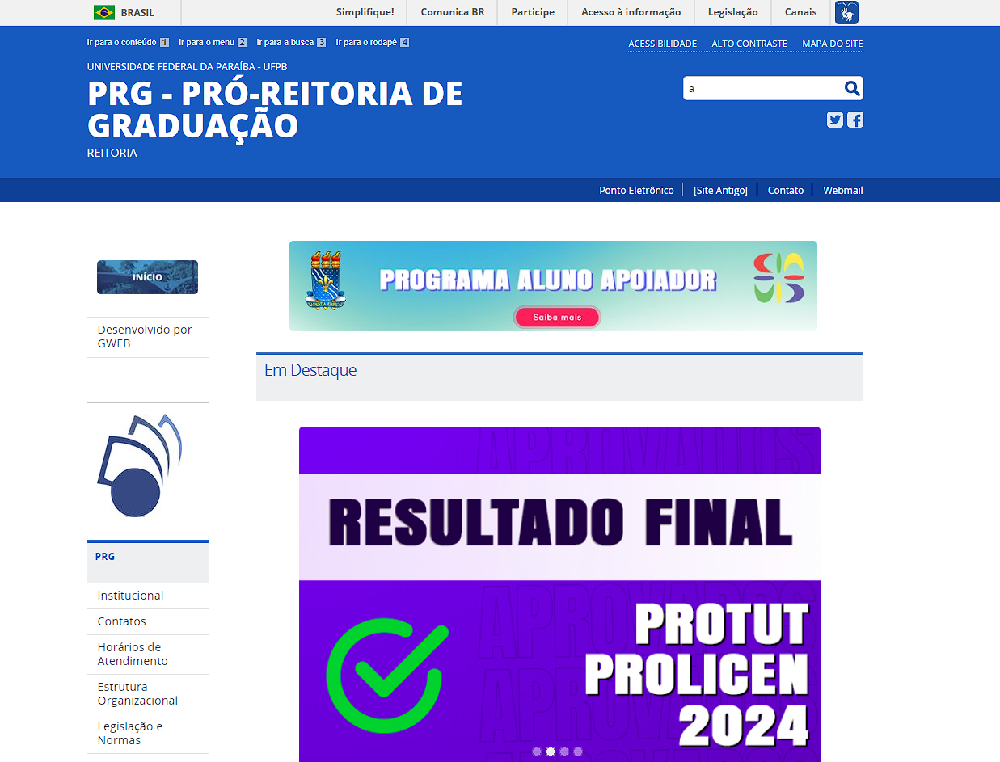 BRASIL
Simplifique!
Comunica BR
Participe
Acesso à informação
Legislação
Canais
Ir para o conteúdo 1
Ir para o menu 2
Ir para a busca 3
Ir para o rodapé 4
ACESSIBILIDADE
ALTO CONTRASTE
MAPA DO SITE
UNIVERSIDADE FEDERAL DA PARAÍBA - UFPB
PRG - PRÓ-REITORIA DE
GRADUAÇÃO
REITORIA
a
Ponto Eletrônico
[Site Antigo]
Contato
Webmail
INÍCIO
Desenvolvido por
GWEB
PRG
Institucional
Contatos
Horários de
Atendimento
Estrutura
Organizacional
Legislação e
Normas
PROGRAMA ALUNO APOIADOR
Saiba mais
Em Destaque
APROVADOS
RESULTADO FINAL
APROVADOS
PROTUT
PROLICEN
2024